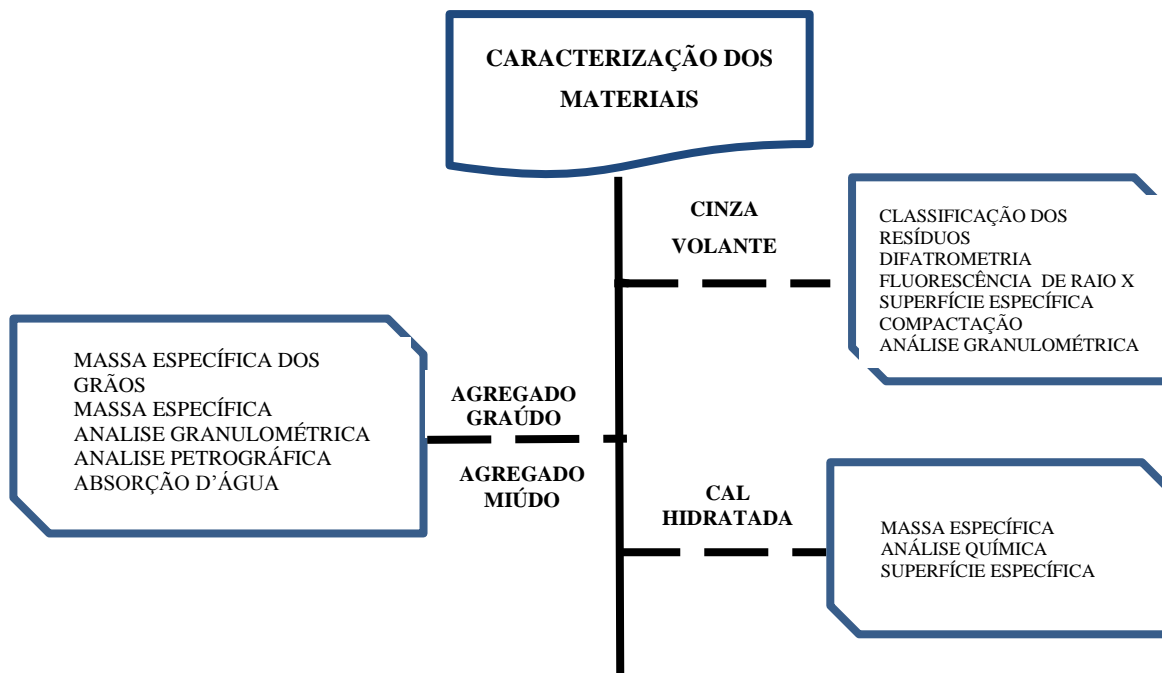 CARACTERIZAÇÃO DOS
MATERIAIS
CINZA
VOLANTE
CLASSIFICAÇÃO DOS
RESÍDUOS
DIFATROMETRIA
FLUORESCÊNCIA DE RAIO X
SUPERFÍCIE ESPECÍFICA
COMPACTAÇÃO
ANÁLISE GRANULOMÉTRICA
MASSA ESPECÍFICA DOS
GRÃOS
MASSA ESPECÍFICA
ANALISE GRANULOMÉTRICA
ANALISE PETROGRÁFICA
ABSORÇÃO D’ÁGUA
AGREGADO
GRAÚDO
AGREGADO
MIÚDO
CAL
HIDRATADA
MASSA ESPECÍFICA
ANÁLISE QUÍMICA
SUPERFÍCIE ESPECÍFICA